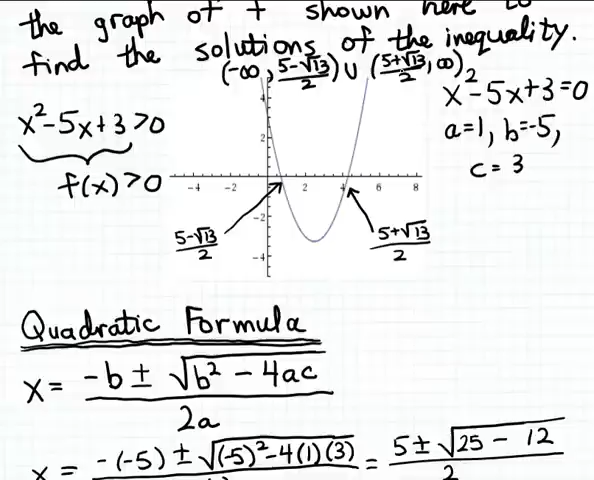 the graph of f shown here to
find the solutions of the inequality.
(-∞, (5-√13)/2) ∪ ((5+√13)/2, ∞)
x²-5x+3>0
f(x)>0
x²-5x+3=0
a=1, b=-5,
c=3
4
2
-4 -2 2 4 6 8
-2
-4
(5-√13)/2
(5+√13)/2
Quadratic Formula
x = (-b ± √(b² - 4ac))/2a
x = -(-5) ± √((-5)²-4(1)(3)) = (5 ± √(25 - 12))/2